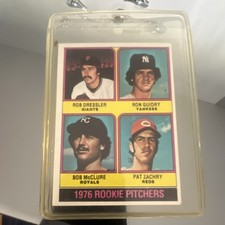 ROB DRESSLER
GIANTS
RON GUIDRY
YANKEES
BOB McCLURE
ROYALS
PAT ZACHRY
REDS
1976 ROOKIE PITCHERS